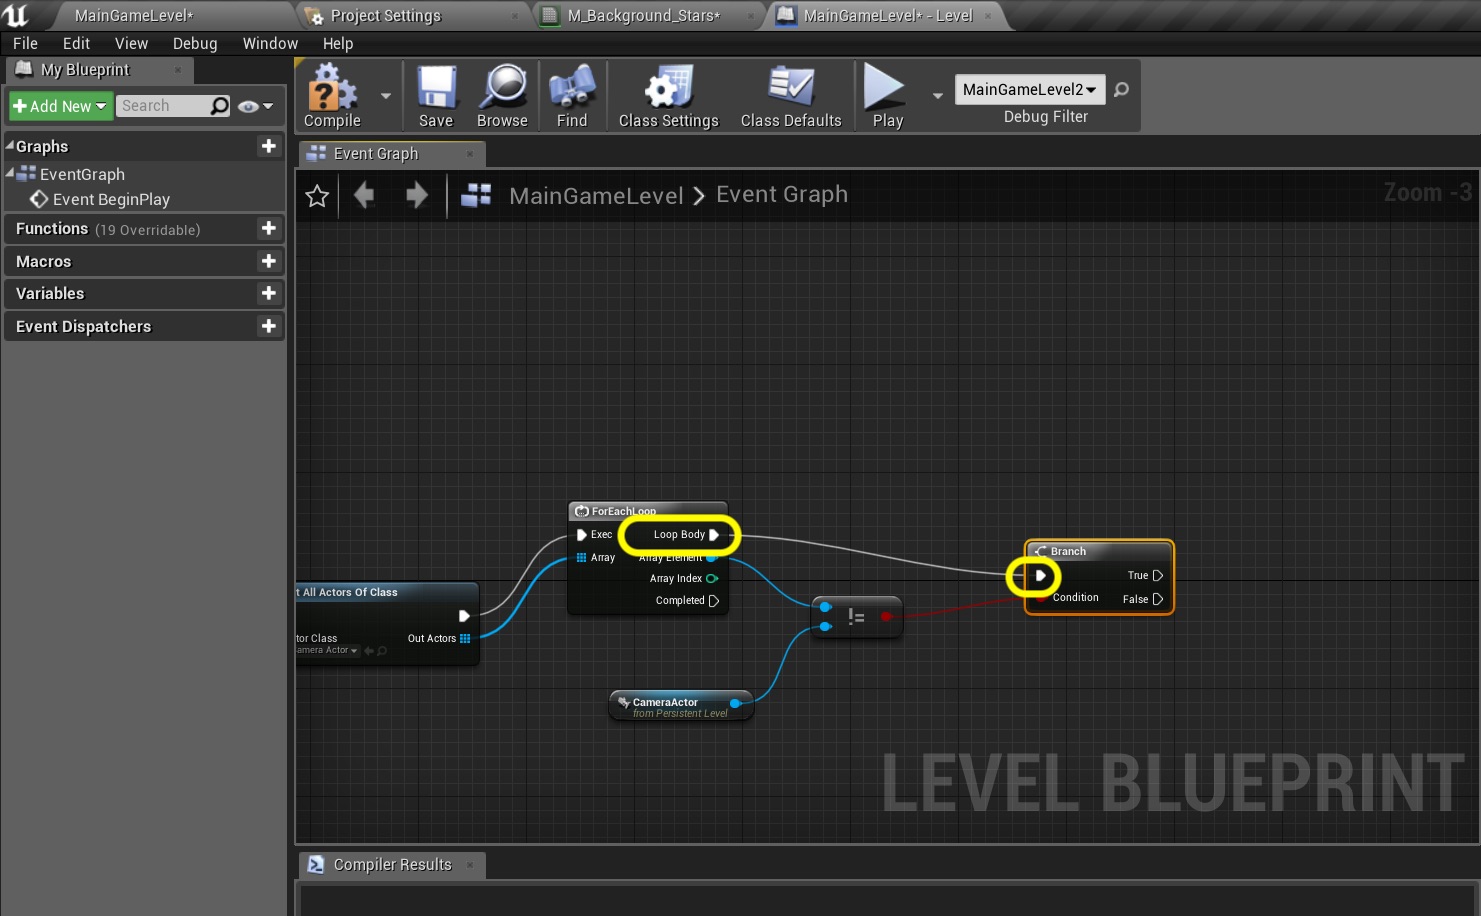 MainGameLevel*
Project Settings
M_Background_Stars*
MainGameLevel* - Level
File Edit View Debug Window Help
My Blueprint
Add New
Search
Compile
Save
Browse
Find
Class Settings
Class Defaults
Play
MainGameLevel2
Debug Filter
Graphs
EventGraph
Event BeginPlay
Functions (19 Overridable)
Macros
Variables
Event Dispatchers
Event Graph
MainGameLevel > Event Graph
Zoom -3
ForEachLoop
Exec Loop Body
Array Array Element
Array Index
Completed
t All Actors Of Class
tor Class Out Actors
amera Actor
!=
Branch
True
Condition False
CameraActor
from Persistent Level
LEVEL BLUEPRINT
Compiler Results